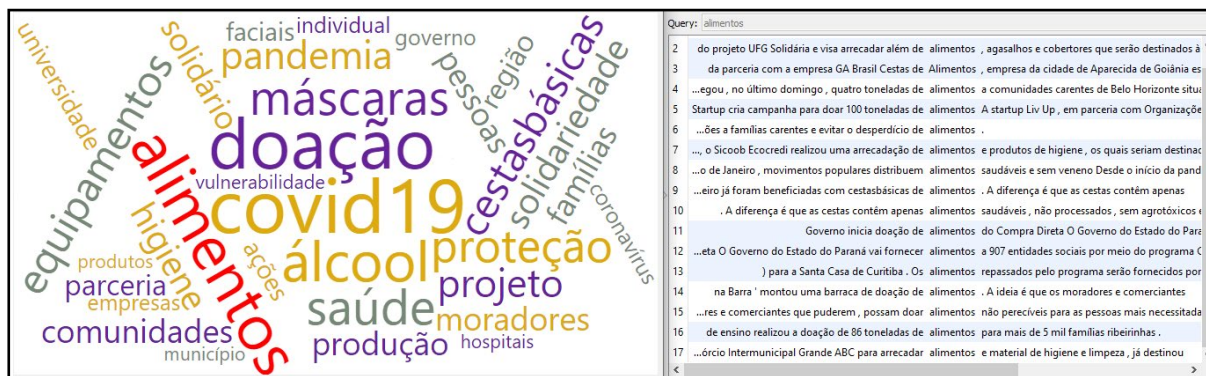 faciais
individual
governo
solidário
pandemia
universidade
equipamentos
máscaras
pessoas
região
doação
cestasbásicas
solidariedade
famílias
alimentos
vulnerabilidade
covid19
coronavírus
higiene
ações
álcool
proteção
produtos
parceria
empresas
saúde
projeto
comunidades
moradores
município
produção
hospitais
Query: alimentos
2 do projeto UFG Solidária e visa arrecadar além de alimentos , agasalhos e cobertores que serão destinados à
3 da parceria com a empresa GA Brasil Cestas de Alimentos , empresa da cidade de Aparecida de Goiânia es
4 ...egou , no último domingo , quatro toneladas de alimentos a comunidades carentes de Belo Horizonte situa
5 Startup cria campanha para doar 100 toneladas de alimentos A startup Liv Up , em parceria com Organizaçõe
6 ...ões a famílias carentes e evitar o desperdício de alimentos .
7 ..., o Sicoob Ecocredi realizou uma arrecadação de alimentos e produtos de higiene , os quais seriam destinad
8 ...o de Janeiro , movimentos populares distribuem alimentos saudáveis e sem veneno Desde o início da pand
9 ...eiro já foram beneficiadas com cestasbásicas de alimentos . A diferença é que as cestas contêm apenas
10 . A diferença é que as cestas contêm apenas alimentos saudáveis , não processados , sem agrotóxicos e
11 Governo inicia doação de alimentos do Compra Direta O Governo do Estado do Para
12 ...eta O Governo do Estado do Paraná vai fornecer alimentos a 907 entidades sociais por meio do programa C
13 ) para a Santa Casa de Curitiba . Os alimentos repassados pelo programa serão fornecidos por
14 na Barra ' montou uma barraca de doação de alimentos . A ideia é que os moradores e comerciantes
15 ...res e comerciantes que puderem , possam doar alimentos não perecíveis para as pessoas mais necessitada
16 de ensino realizou a doação de 86 toneladas de alimentos para mais de 5 mil famílias ribeirinhas .
17 ...órcio Intermunicipal Grande ABC para arrecadar alimentos e material de higiene e limpeza , já destinou